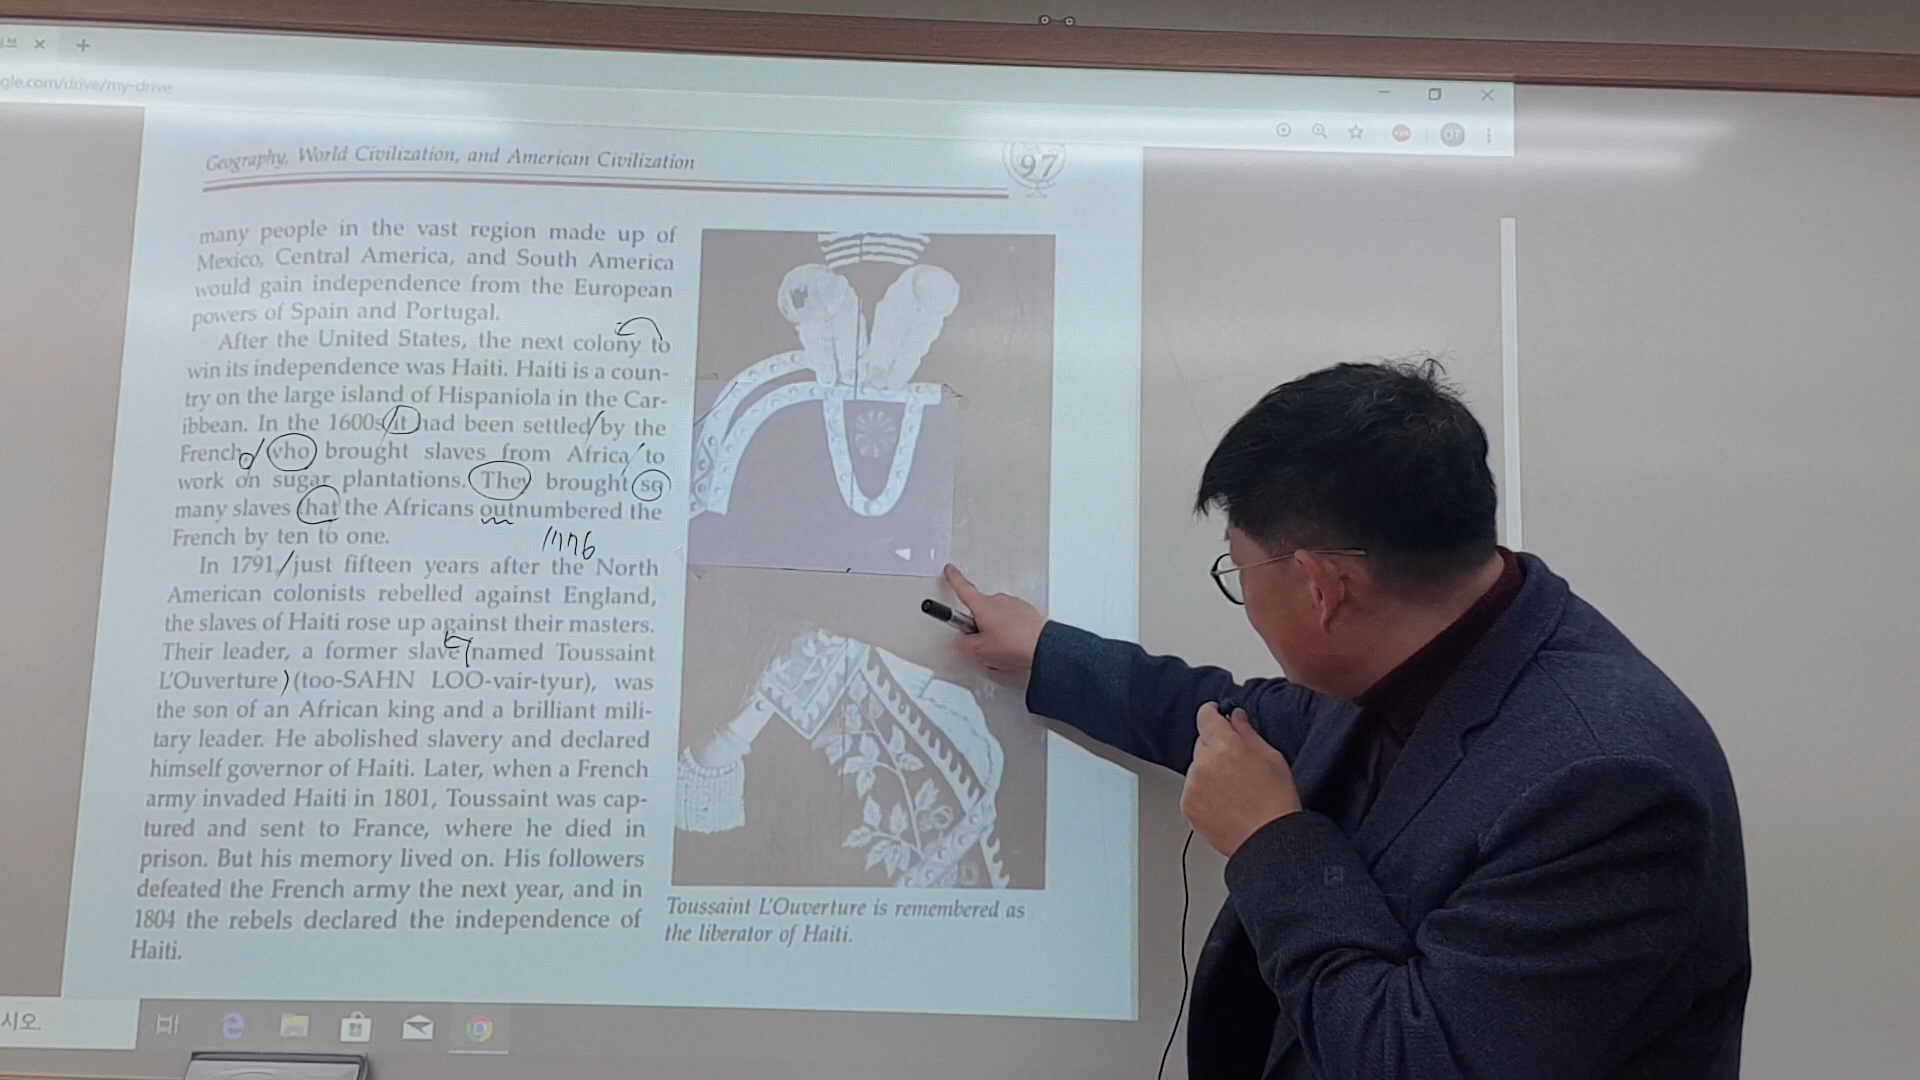 gle.com/drive/my-drive
Geography, World Civilization, and American Civilization
97
many people in the vast region made up of
Mexico, Central America, and South America
would gain independence from the European
powers of Spain and Portugal.
After the United States, the next colony to
win its independence was Haiti. Haiti is a coun-
try on the large island of Hispaniola in the Car-
ibbean. In the 1600s it had been settled by the
French, who brought slaves from Africa to
work on sugar plantations. They brought so
many slaves that the Africans outnumbered the
French by ten to one.
1776
In 1791, just fifteen years after the North
American colonists rebelled against England,
the slaves of Haiti rose up against their masters.
Their leader, a former slave named Toussaint
L'Ouverture (too-SAHN LOO-vair-tyur), was
the son of an African king and a brilliant mili-
tary leader. He abolished slavery and declared
himself governor of Haiti. Later, when a French
army invaded Haiti in 1801, Toussaint was cap-
tured and sent to France, where he died in
prison. But his memory lived on. His followers
defeated the French army the next year, and in
1804 the rebels declared the independence of
Haiti.
Toussaint L'Ouverture is remembered as
the liberator of Haiti.
시오.